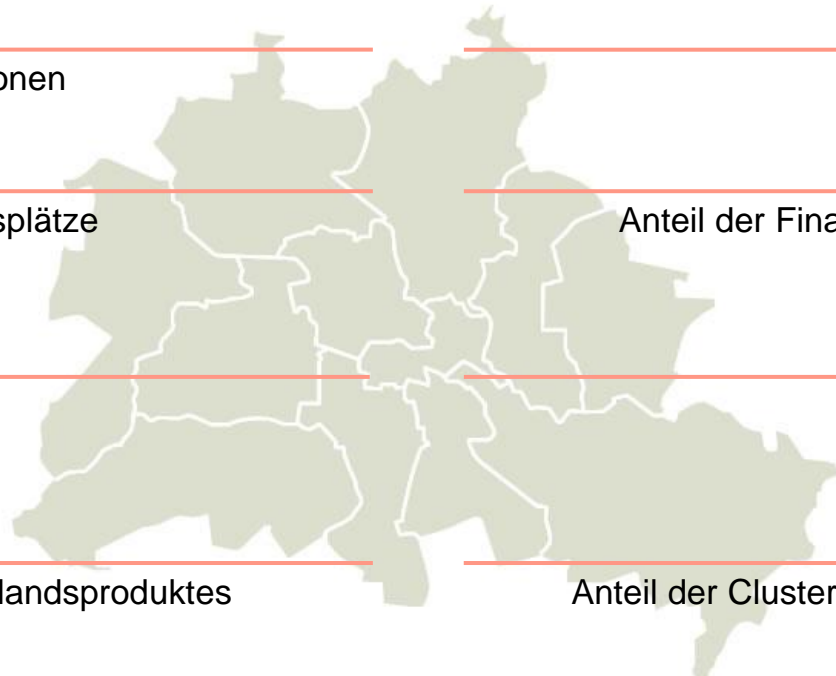 onen
splätze
Anteil der Fina
landsproduktes
Anteil der Cluster